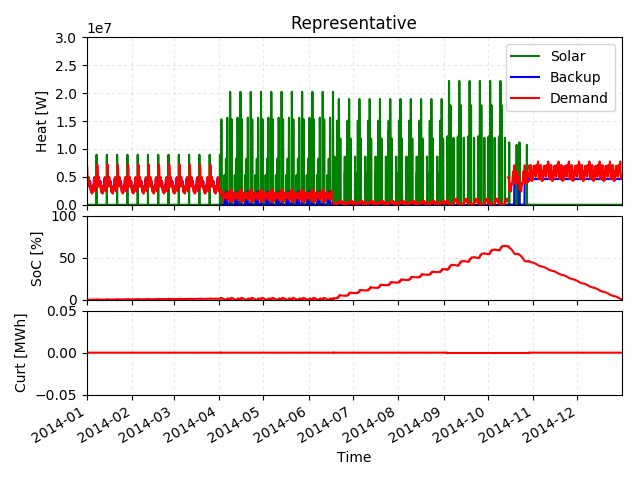 Representative
1e7
3.0
2.5
2.0
1.5
1.0
0.5
0.0
Heat [W]
Solar
Backup
Demand
100
50
0
SoC [%]
0.05
0.00
−0.05
Curt [MWh]
2014-01
2014-02
2014-03
2014-04
2014-05
2014-06
2014-07
2014-08
2014-09
2014-10
2014-11
2014-12
Time